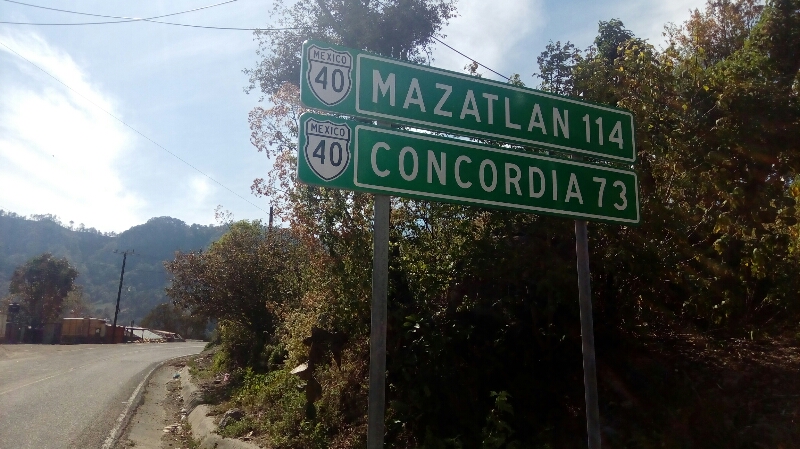 MEXICO
40
MAZATLAN 114
MEXICO
40
CONCORDIA 73